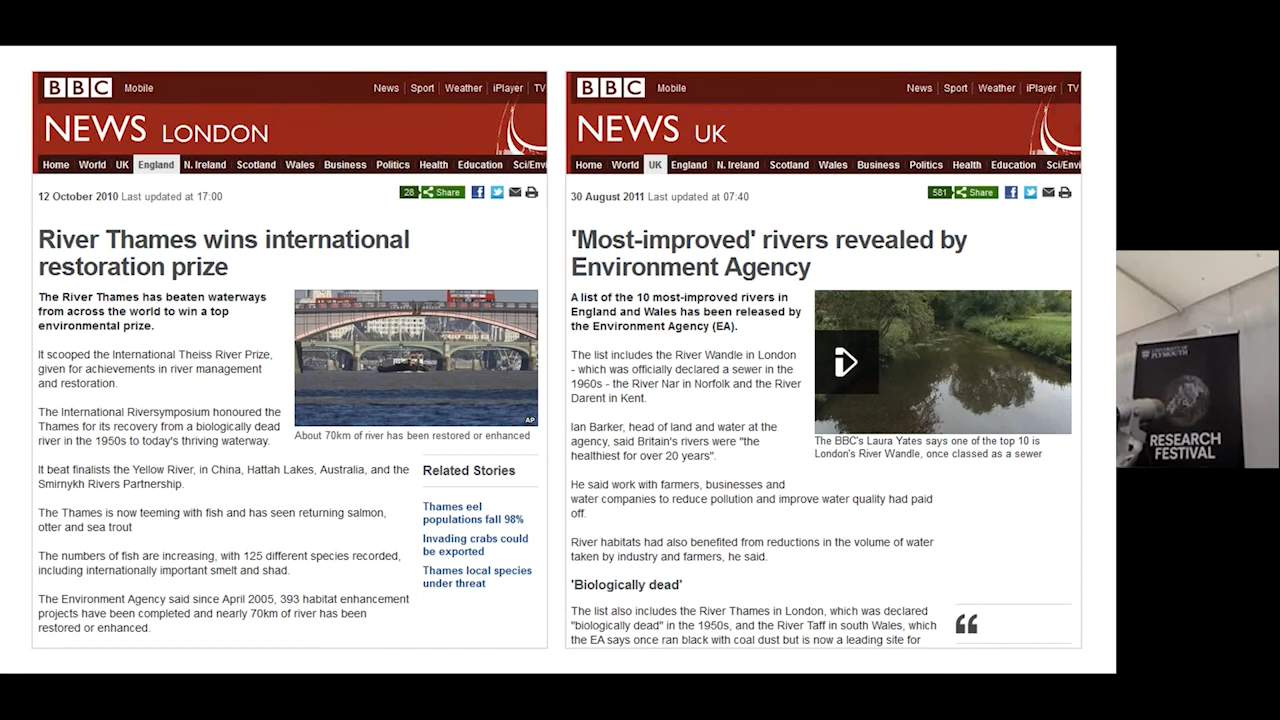 BBC Mobile News Sport Weather iPlayer TV
NEWS LONDON
Home World UK England N. Ireland Scotland Wales Business Politics Health Education Sci/Envi
12 October 2010 Last updated at 17:00
28 Share
River Thames wins international
restoration prize
The River Thames has beaten waterways
from across the world to win a top
environmental prize.
It scooped the International Theiss River Prize,
given for achievements in river management
and restoration.
The International Riversymposium honoured the
Thames for its recovery from a biologically dead
river in the 1950s to today's thriving waterway.
AP
About 70km of river has been restored or enhanced
It beat finalists the Yellow River, in China, Hattah Lakes, Australia, and the
Smirnykh Rivers Partnership.
The Thames is now teeming with fish and has seen returning salmon,
otter and sea trout
The numbers of fish are increasing, with 125 different species recorded,
including internationally important smelt and shad.
The Environment Agency said since April 2005, 393 habitat enhancement
projects have been completed and nearly 70km of river has been
restored or enhanced.
Related Stories
Thames eel
populations fall 98%
Invading crabs could
be exported
Thames local species
under threat
BBC Mobile News Sport Weather iPlayer TV
NEWS UK
Home World UK England N. Ireland Scotland Wales Business Politics Health Education Sci/Envi
30 August 2011 Last updated at 07:40
581 Share
'Most-improved' rivers revealed by
Environment Agency
A list of the 10 most-improved rivers in
England and Wales has been released by
the Environment Agency (EA).
The list includes the River Wandle in London
- which was officially declared a sewer in the
1960s - the River Nar in Norfolk and the River
Darent in Kent.
Ian Barker, head of land and water at the
agency, said Britain's rivers were "the
healthiest for over 20 years".
The BBC's Laura Yates says one of the top 10 is
London's River Wandle, once classed as a sewer
He said work with farmers, businesses and
water companies to reduce pollution and improve water quality had paid
off.
River habitats had also benefited from reductions in the volume of water
taken by industry and farmers, he said.
'Biologically dead'
The list also includes the River Thames in London, which was declared
"biologically dead" in the 1950s, and the River Taff in south Wales, which
the EA says once ran black with coal dust but is now a leading site for
UNIVERSITY OF
PLYMOUTH
RESEARCH
FESTIVAL